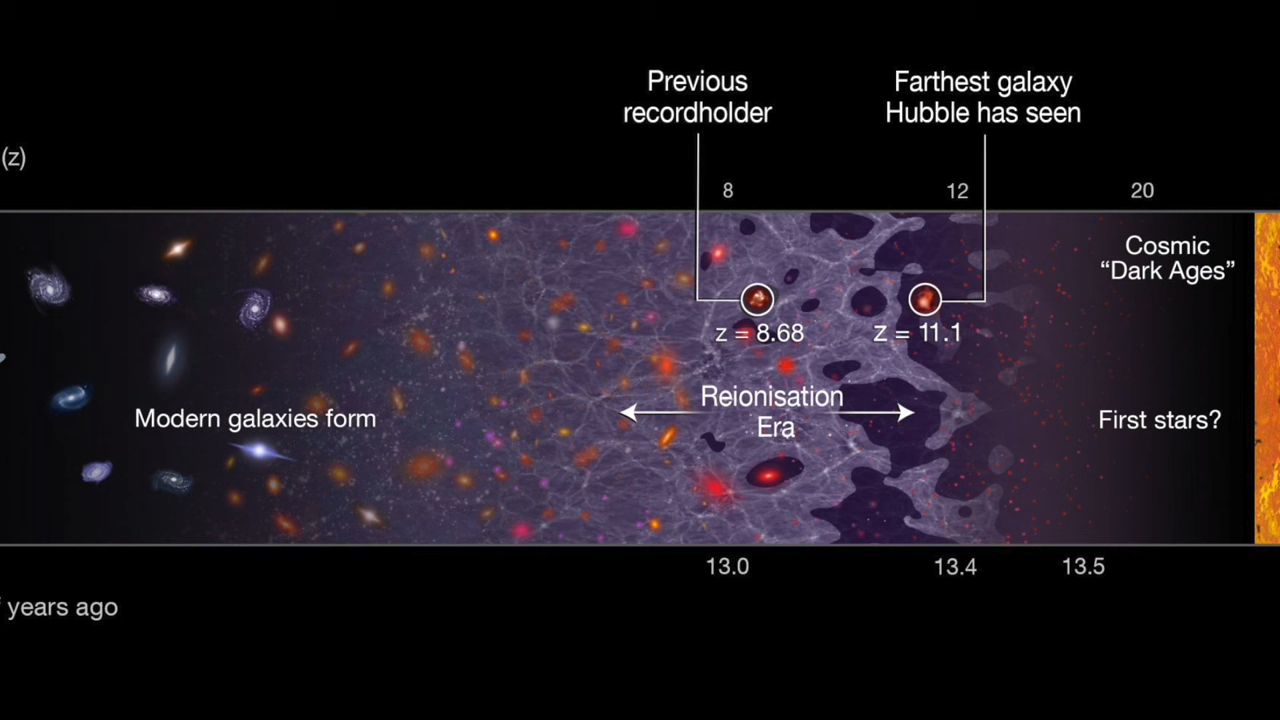 Previous
recordholder
Farthest galaxy
Hubble has seen
(z)
8
12
20
Cosmic
“Dark Ages”
z = 8.68
z = 11.1
Reionisation
Era
Modern galaxies form
First stars?
13.0
13.4
13.5
years ago